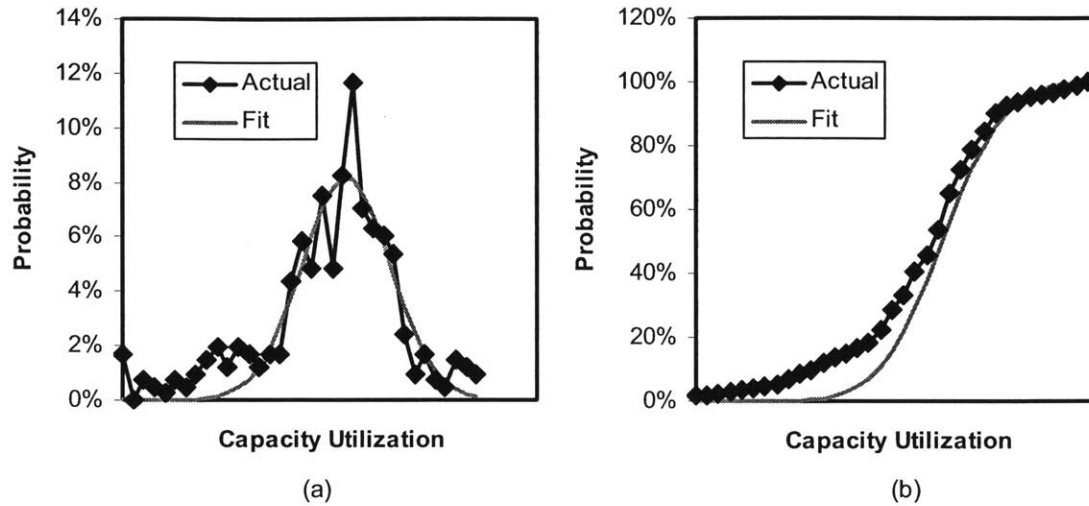 14%
12%
10%
8%
6%
4%
2%
0%
Probability
Actual
Fit
Capacity Utilization
(a)
120%
100%
80%
60%
40%
20%
0%
Probability
Actual
Fit
Capacity Utilization
(b)